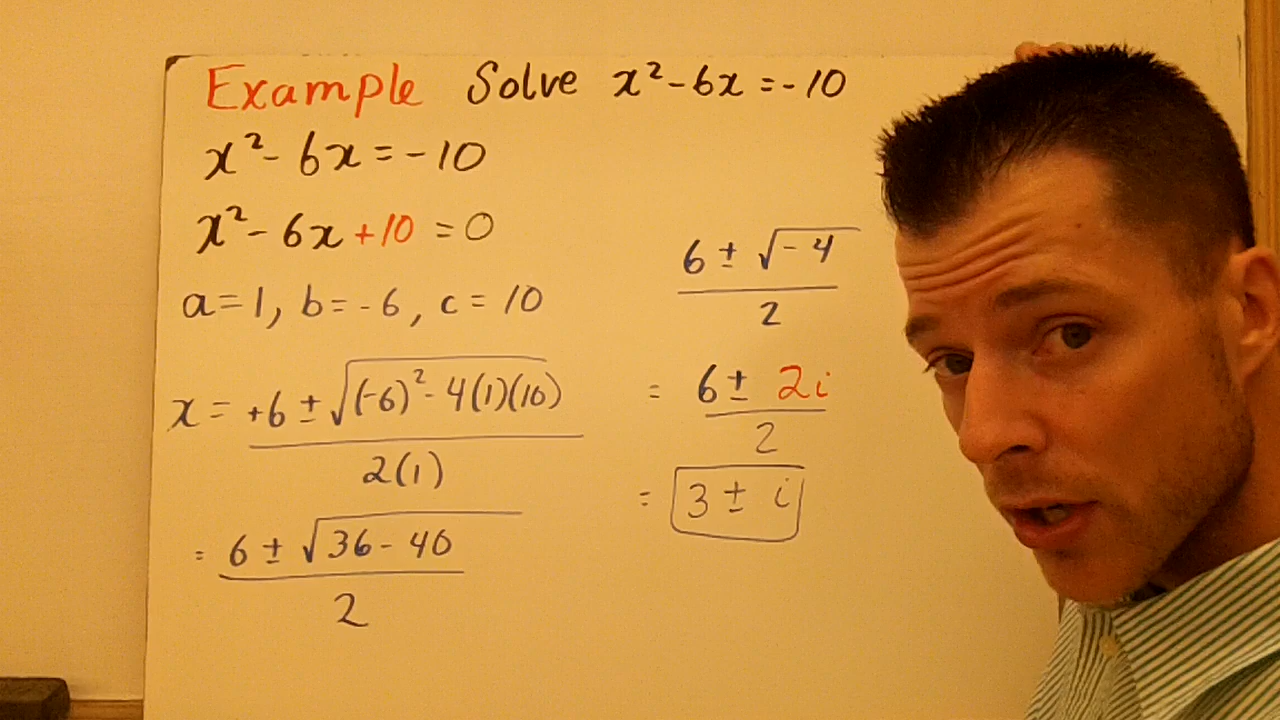 Example Solve x² - 6x = -10
x² - 6x = -10
x² - 6x + 10 = 0
a = 1, b = -6, c = 10
x = +6 ± √(-6)² - 4(1)(10)
2(1)
= 6 ± √36 - 40
2
6 ± √-4
2
= 6 ± 2i
2
= 3 ± i